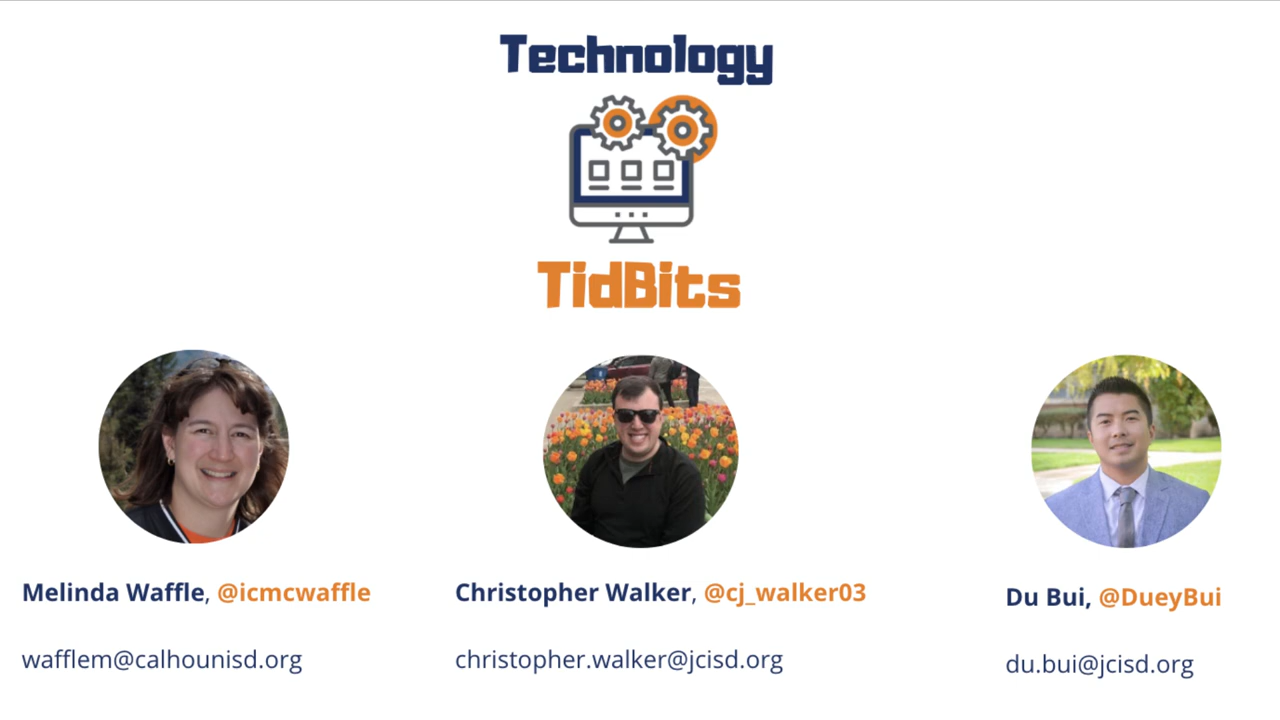 Technology
TidBits
Melinda Waffle, @icmcwaffle
wafflem@calhounisd.org
Christopher Walker, @cj_walker03
christopher.walker@jcisd.org
Du Bui, @DueyBui
du.bui@jcisd.org